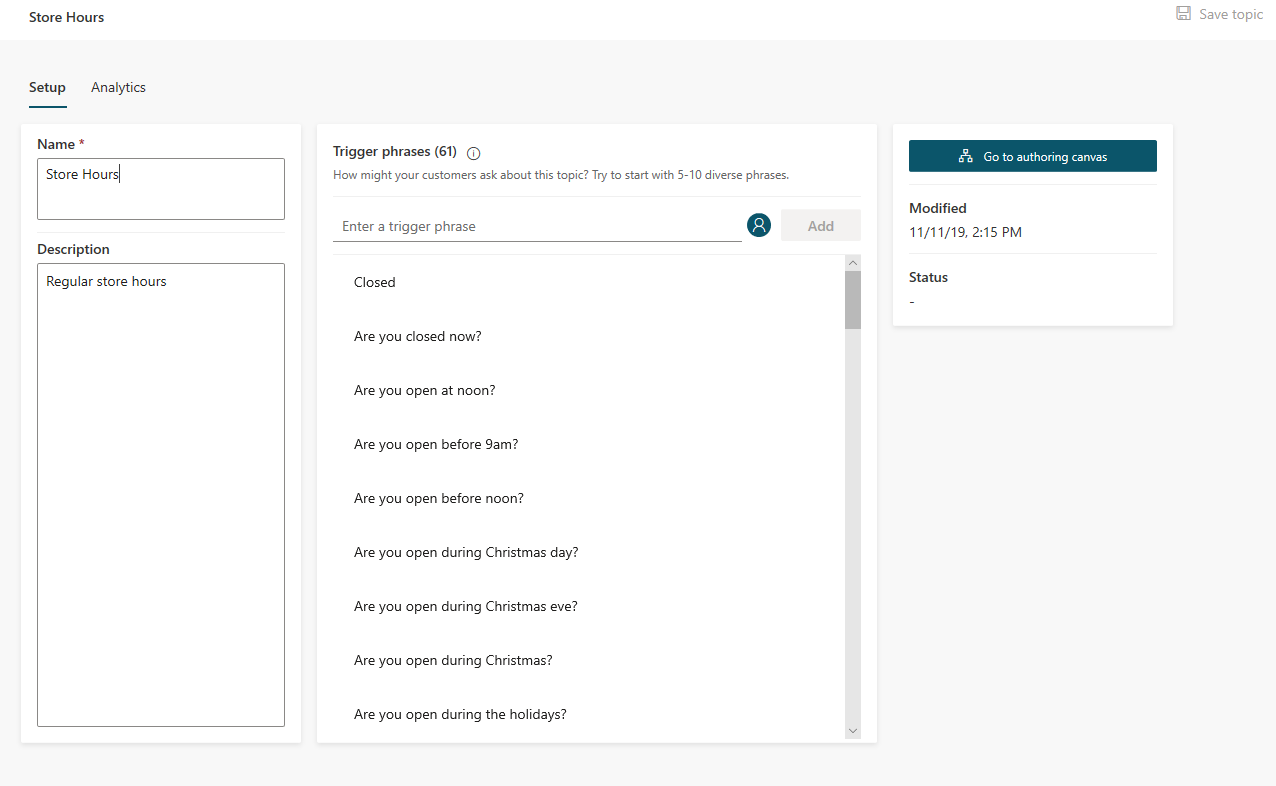 Store Hours
Save topic
Setup
Analytics
Name *
Store Hours
Description
Regular store hours
Trigger phrases (61)
How might your customers ask about this topic? Try to start with 5-10 diverse phrases.
Enter a trigger phrase
Add
Closed
Are you closed now?
Are you open at noon?
Are you open before 9am?
Are you open before noon?
Are you open during Christmas day?
Are you open during Christmas eve?
Are you open during Christmas?
Are you open during the holidays?
Go to authoring canvas
Modified
11/11/19, 2:15 PM
Status
-